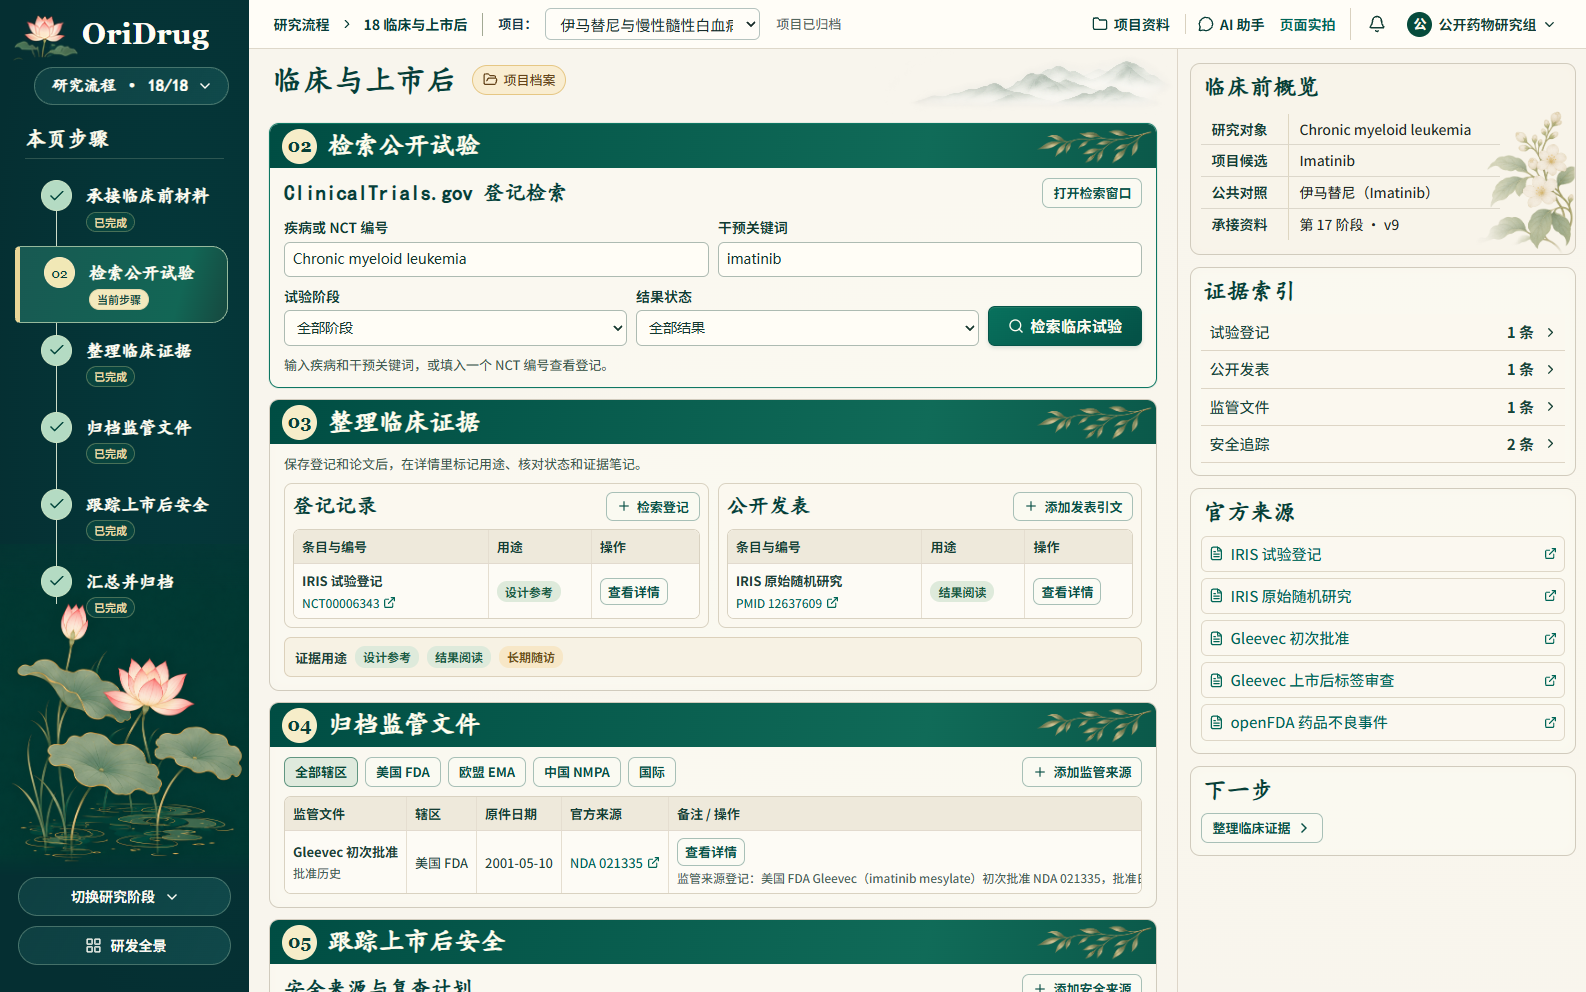 OriDrug
研究流程 • 18/18
本页步骤
承接临床前材料
已完成
02
检索公开试验
当前步骤
整理临床证据
已完成
归档监管文件
已完成
跟踪上市后安全
已完成
汇总并归档
已完成
切换研究阶段
研发全景
研究流程 > 18 临床与上市后
项目：
伊马替尼与慢性髓性白血病
项目已归档
项目资料
AI 助手
页面实拍
公
公开药物研究组
临床与上市后
项目档案
02 检索公开试验
ClinicalTrials.gov 登记检索
打开检索窗口
疾病或 NCT 编号
干预关键词
Chronic myeloid leukemia
imatinib
试验阶段
结果状态
全部阶段
全部结果
检索临床试验
输入疾病和干预关键词，或填入一个 NCT 编号查看登记。
03 整理临床证据
保存登记和论文后，在详情里标记用途、核对状态和证据笔记。
登记记录
+ 检索登记
条目与编号 用途 操作
IRIS 试验登记
NCT00006343
设计参考
查看详情
公开发表
+ 添加发表引文
条目与编号 用途 操作
IRIS 原始随机研究
PMID 12637609
结果阅读
查看详情
证据用途 设计参考 结果阅读 长期随访
04 归档监管文件
全部辖区 美国 FDA 欧盟 EMA 中国 NMPA 国际
+ 添加监管来源
监管文件 辖区 原件日期 官方来源 备注 / 操作
Gleevec 初次批准
批准历史
美国 FDA
2001-05-10
NDA 021335
查看详情
监管来源登记：美国 FDA Gleevec（imatinib mesylate）初次批准 NDA 021335，批准
05 跟踪上市后安全
安全来源与复查计划
+ 添加安全来源
临床前概览
研究对象 Chronic myeloid leukemia
项目候选 Imatinib
公共对照 伊马替尼（Imatinib）
承接资料 第 17 阶段 • v9
证据索引
试验登记 1 条
公开发表 1 条
监管文件 1 条
安全追踪 2 条
官方来源
IRIS 试验登记
IRIS 原始随机研究
Gleevec 初次批准
Gleevec 上市后标签审查
openFDA 药品不良事件
下一步
整理临床证据